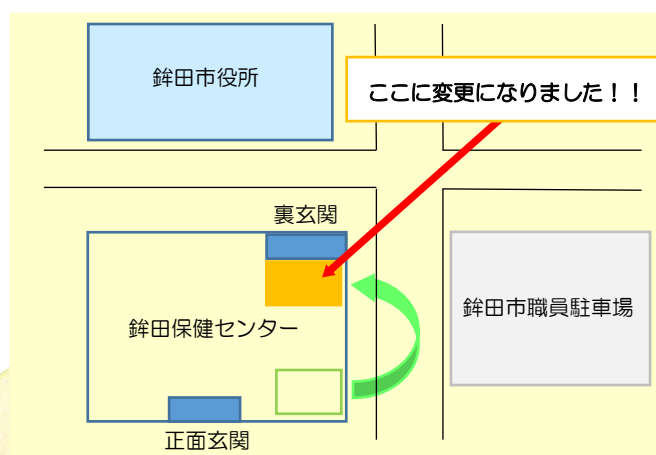 鉾田市役所
ここに変更になりました！！
裏玄関
鉾田市職員駐車場
鉾田保健センター
正面玄関